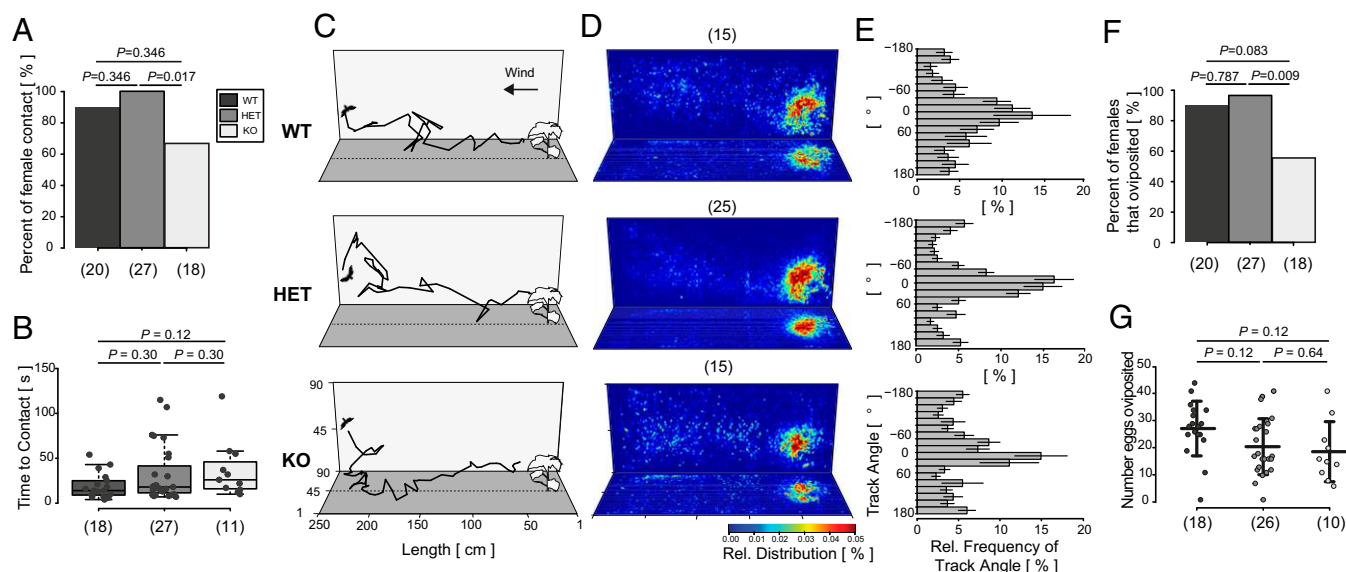 A
P=0.346
P=0.346
P=0.017
Percent of female contact [ % ]
100
80
60
40
20
0
(20)
(27)
(18)
WT
HET
KO
B
P = 0.12
P = 0.30
P = 0.30
Time to Contact [ s ]
150
100
50
0
(18)
(27)
(11)
C
Wind
WT
HET
KO
90
45
90
45
1
250
200
150
100
50
1
Length [ cm ]
D
(15)
(25)
(15)
0.00
0.01
0.02
0.03
0.04
0.05
Rel. Distribution [ % ]
E
−180
−60
0
60
180
[ ° ]
0
5
10
15
20
[ % ]
−180
−60
0
60
180
[ ° ]
0
5
10
15
20
[ % ]
−180
−60
0
60
180
Track Angle [ ° ]
0
5
10
15
20
Rel. Frequency of
Track Angle [ % ]
F
P=0.083
P=0.787
P=0.009
Percent of females
that oviposited [ % ]
100
80
60
40
20
0
(20)
(27)
(18)
G
P = 0.12
P = 0.12
P = 0.64
Number eggs oviposited
50
40
30
20
10
0
(18)
(26)
(10)